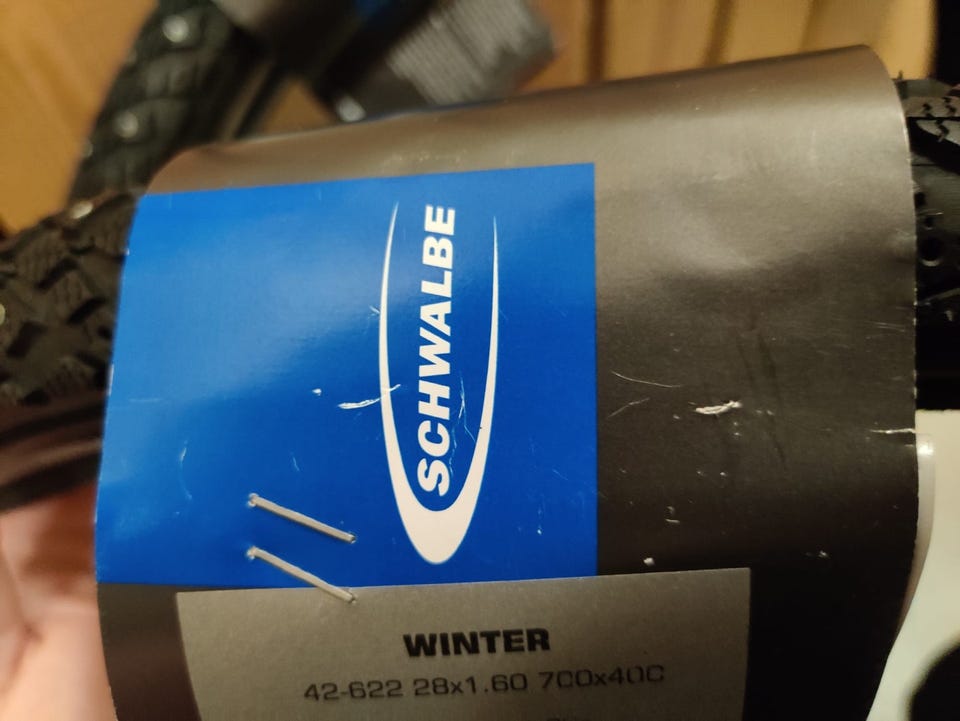 SCHWALBE
WINTER
42-622 28x1.60 700x40C